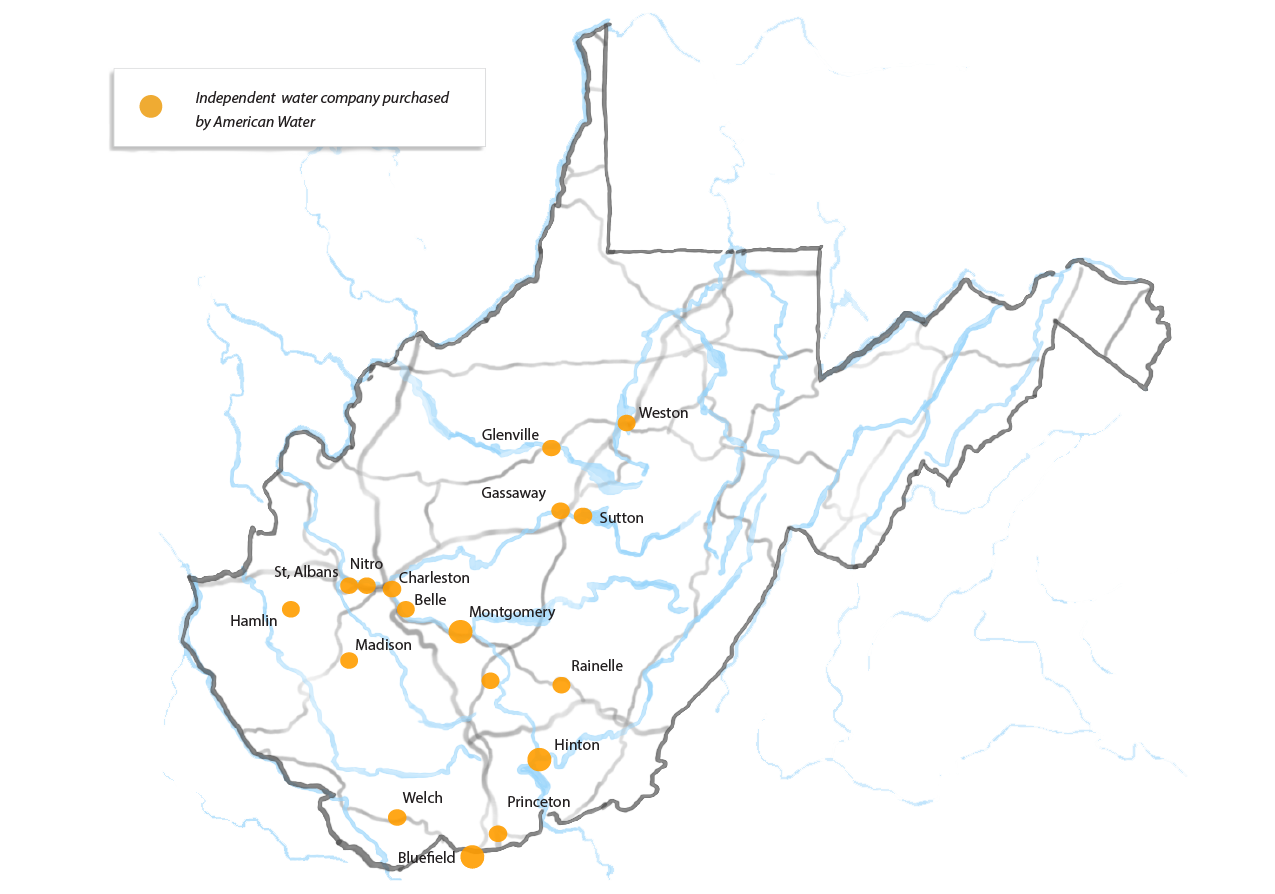 Independent water company purchased
by American Water
Weston
Glenville
Gassaway
Sutton
Nitro
St, Albans
Charleston
Belle
Montgomery
Hamlin
Madison
Rainelle
Hinton
Welch
Princeton
Bluefield